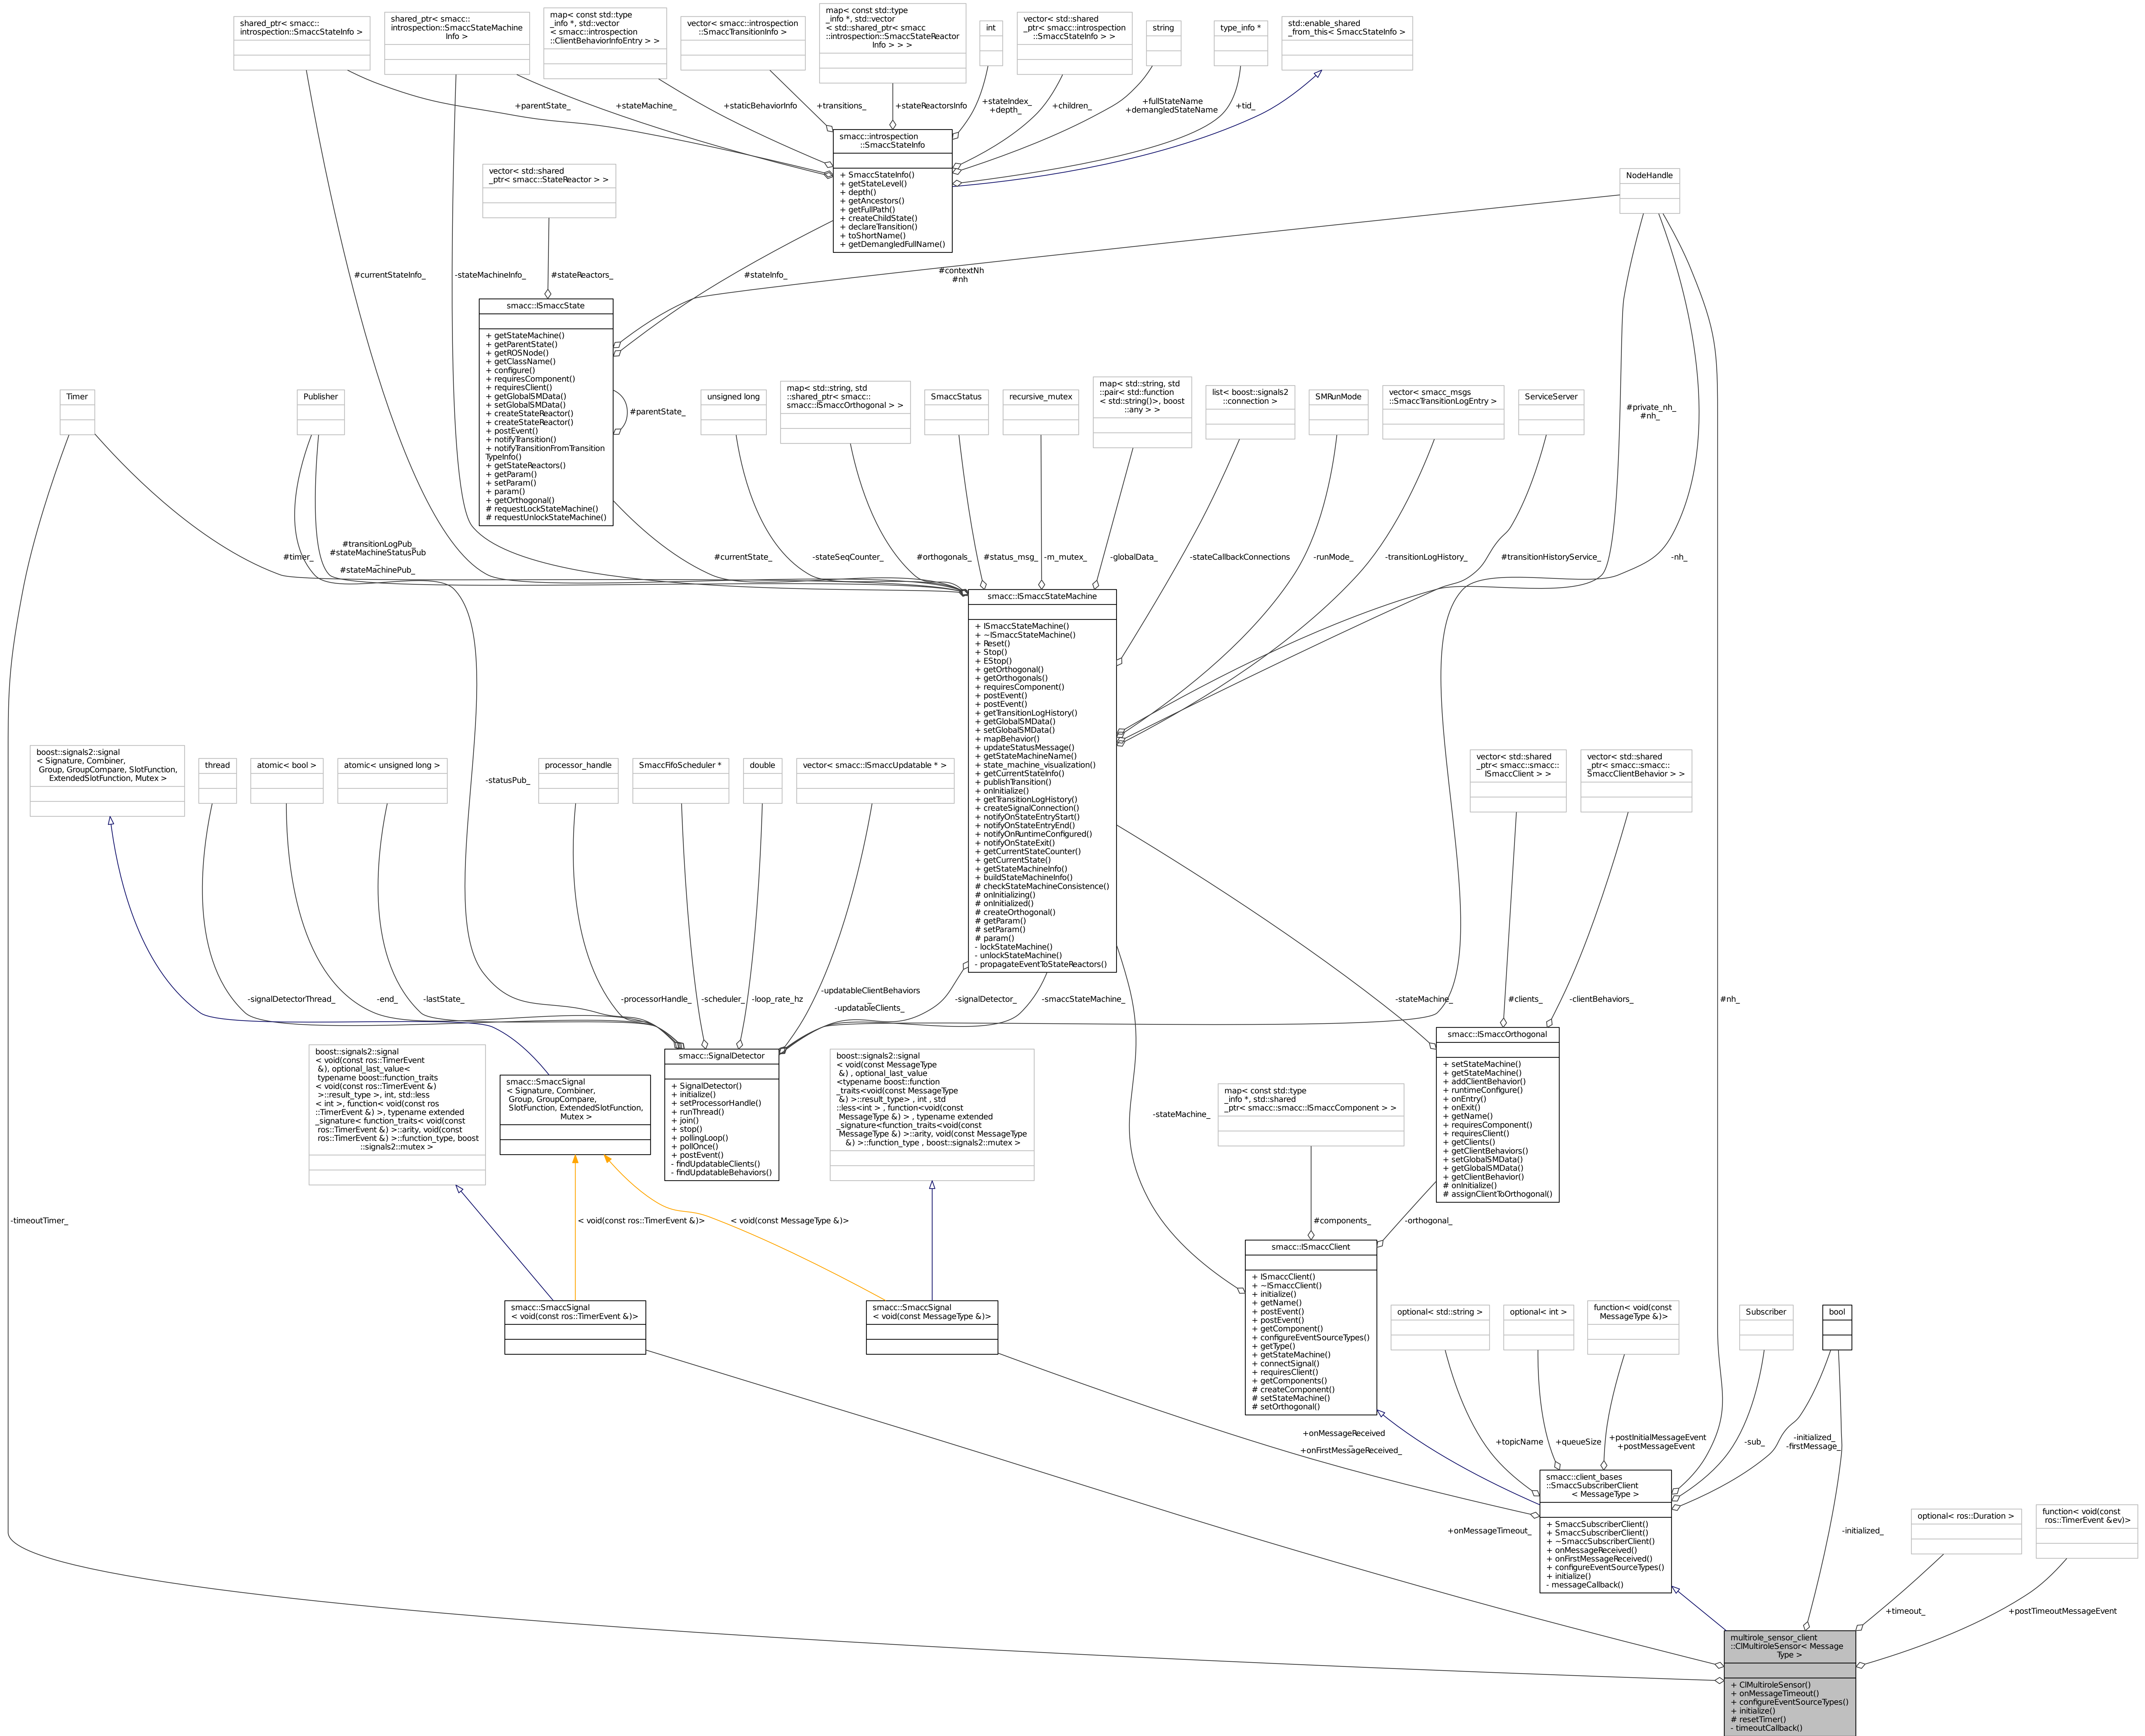 shared_ptr< smacc::
introspection::SmaccStateInfo >
shared_ptr< smacc::
introspection::SmaccStateMachine
Info >
map< const std::type
_info *, std::vector
< smacc::introspection
::ClientBehaviorInfoEntry > >
vector< smacc::introspection
::SmaccTransitionInfo >
map< const std::type
_info *, std::vector
< std::shared_ptr< smacc
::introspection::SmaccStateReactor
Info > > >
int
vector< std::shared
_ptr< smacc::introspection
::SmaccStateInfo > >
string
type_info *
std::enable_shared
_from_this< SmaccStateInfo >
+parentState_
+stateMachine_
+staticBehaviorInfo
+transitions_
+stateReactorsInfo
+stateIndex_
+depth_
+children_
+fullStateName
+demangledStateName
+tid_
smacc::introspection
::SmaccStateInfo
+ SmaccStateInfo()
+ getStateLevel()
+ depth()
+ getAncestors()
+ getFullPath()
+ createChildState()
+ declareTransition()
+ toShortName()
+ getDemangledFullName()
vector< std::shared
_ptr< smacc::StateReactor > >
NodeHandle
#currentStateInfo_
-stateMachineInfo_
#stateReactors_
#stateInfo_
#contextNh
#nh
smacc::ISmaccState
+ getStateMachine()
+ getParentState()
+ getROSNode()
+ getClassName()
+ configure()
+ requiresComponent()
+ requiresClient()
+ getGlobalSMData()
+ setGlobalSMData()
+ createStateReactor()
+ createStateReactor()
+ postEvent()
+ notifyTransition()
+ notifyTransitionFromTransition
TypeInfo()
+ getStateReactors()
+ getParam()
+ setParam()
+ param()
+ getOrthogonal()
# requestLockStateMachine()
# requestUnlockStateMachine()
#parentState_
Timer
Publisher
unsigned long
map< std::string, std
::shared_ptr< smacc::
smacc::ISmaccOrthogonal > >
SmaccStatus
recursive_mutex
map< std::string, std
::pair< std::function
< std::string()>, boost
::any > >
list< boost::signals2
::connection >
SMRunMode
vector< smacc_msgs
::SmaccTransitionLogEntry >
ServiceServer
#private_nh_
#nh_
#timer_
#transitionLogPub_
#stateMachineStatusPub
_
#stateMachinePub_
#currentState_
-stateSeqCounter_
#orthogonals_
#status_msg_
-m_mutex_
-globalData_
-stateCallbackConnections
-runMode_
-transitionLogHistory_
#transitionHistoryService_
-nh_
smacc::ISmaccStateMachine
+ ISmaccStateMachine()
+ ~ISmaccStateMachine()
+ Reset()
+ Stop()
+ EStop()
+ getOrthogonal()
+ getOrthogonals()
+ requiresComponent()
+ postEvent()
+ postEvent()
+ getTransitionLogHistory()
+ getGlobalSMData()
+ setGlobalSMData()
+ mapBehavior()
+ updateStatusMessage()
+ getStateMachineName()
+ state_machine_visualization()
+ getCurrentStateInfo()
+ publishTransition()
+ onInitialize()
+ getTransitionLogHistory()
+ createSignalConnection()
+ notifyOnStateEntryStart()
+ notifyOnStateEntryEnd()
+ notifyOnRuntimeConfigured()
+ notifyOnStateExit()
+ getCurrentStateCounter()
+ getCurrentState()
+ getStateMachineInfo()
+ buildStateMachineInfo()
# checkStateMachineConsistence()
# onInitializing()
# onInitialized()
# createOrthogonal()
# getParam()
# setParam()
# param()
- lockStateMachine()
- unlockStateMachine()
- propagateEventToStateReactors()
boost::signals2::signal
< Signature, Combiner,
Group, GroupCompare, SlotFunction,
ExtendedSlotFunction, Mutex >
thread
atomic< bool >
atomic< unsigned long >
-statusPub_
processor_handle
SmaccFifoScheduler *
double
vector< smacc::ISmaccUpdatable * >
vector< std::shared
_ptr< smacc::smacc::
ISmaccClient > >
vector< std::shared
_ptr< smacc::smacc::
SmaccClientBehavior > >
-signalDetectorThread_
-end_
-lastState_
-processorHandle_
-scheduler_
-loop_rate_hz
-updatableClientBehaviors
_
-updatableClients_
-signalDetector_
-smaccStateMachine_
-stateMachine_
#clients_
-clientBehaviors_
#nh_
boost::signals2::signal
< void(const ros::TimerEvent
&), optional_last_value<
typename boost::function_traits
< void(const ros::TimerEvent &)
>::result_type >, int, std::less
< int >, function< void(const ros
::TimerEvent &) >, typename extended
_signature< function_traits< void(const
ros::TimerEvent &) >::arity, void(const
ros::TimerEvent &) >::function_type, boost
::signals2::mutex >
smacc::SmaccSignal
< Signature, Combiner,
Group, GroupCompare,
SlotFunction, ExtendedSlotFunction,
Mutex >
smacc::SignalDetector
+ SignalDetector()
+ initialize()
+ setProcessorHandle()
+ runThread()
+ join()
+ stop()
+ pollingLoop()
+ pollOnce()
+ postEvent()
- findUpdatableClients()
- findUpdatableBehaviors()
boost::signals2::signal
< void(const MessageType
&) , optional_last_value
<typename boost::function
_traits<void(const MessageType
&) >::result_type> , int , std
::less<int > , function<void(const
MessageType &) > , typename extended
_signature<function_traits<void(const
MessageType &) >::arity, void(const MessageType
&) >::function_type , boost::signals2::mutex >
-stateMachine_
map< const std::type
_info *, std::shared
_ptr< smacc::smacc::ISmaccComponent > >
smacc::ISmaccOrthogonal
+ setStateMachine()
+ getStateMachine()
+ addClientBehavior()
+ runtimeConfigure()
+ onEntry()
+ onExit()
+ getName()
+ requiresComponent()
+ requiresClient()
+ getClients()
+ getClientBehaviors()
+ setGlobalSMData()
+ getGlobalSMData()
+ getClientBehavior()
# onInitialize()
# assignClientToOrthogonal()
-timeoutTimer_
< void(const ros::TimerEvent &)>
< void(const MessageType &)>
#components_
-orthogonal_
smacc::SmaccSignal
< void(const ros::TimerEvent &)>
smacc::SmaccSignal
< void(const MessageType &)>
smacc::ISmaccClient
+ ISmaccClient()
+ ~ISmaccClient()
+ initialize()
+ getName()
+ postEvent()
+ postEvent()
+ getComponent()
+ configureEventSourceTypes()
+ getType()
+ getStateMachine()
+ connectSignal()
+ requiresClient()
+ getComponents()
# createComponent()
# setStateMachine()
# setOrthogonal()
optional< std::string >
optional< int >
function< void(const
MessageType &)>
Subscriber
bool
+onMessageReceived
_
+onFirstMessageReceived_
+topicName
+queueSize
+postInitialMessageEvent
+postMessageEvent
-sub_
-initialized_
-firstMessage_
smacc::client_bases
::SmaccSubscriberClient
< MessageType >
+ SmaccSubscriberClient()
+ SmaccSubscriberClient()
+ ~SmaccSubscriberClient()
+ onMessageReceived()
+ onFirstMessageReceived()
+ configureEventSourceTypes()
+ initialize()
- messageCallback()
+onMessageTimeout_
-initialized_
optional< ros::Duration >
function< void(const
ros::TimerEvent &ev)>
+timeout_
+postTimeoutMessageEvent
multirole_sensor_client
::ClMultiroleSensor< Message
Type >
+ ClMultiroleSensor()
+ onMessageTimeout()
+ configureEventSourceTypes()
+ initialize()
# resetTimer()
- timeoutCallback()